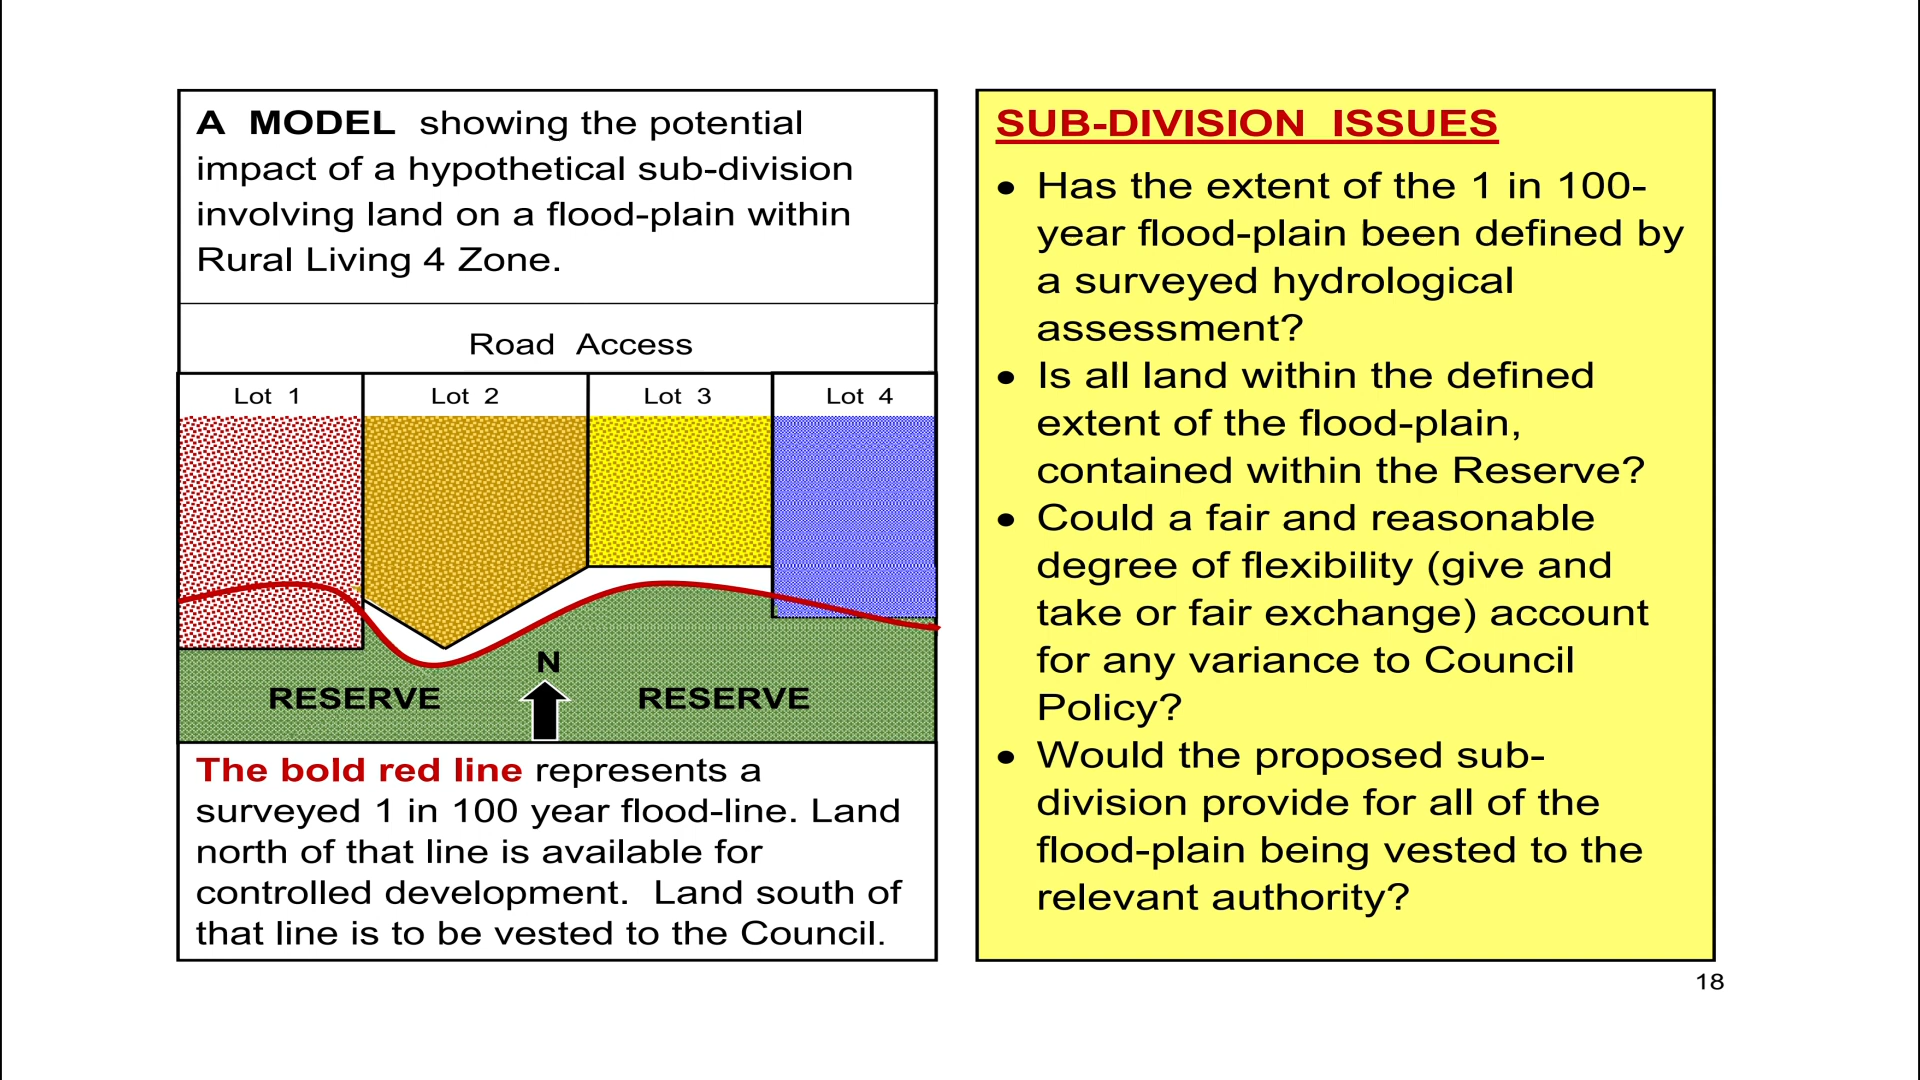 A MODEL showing the potential
impact of a hypothetical sub-division
involving land on a flood-plain within
Rural Living 4 Zone.
Road Access
Lot 1
Lot 2
Lot 3
Lot 4
N
RESERVE
RESERVE
The bold red line represents a
surveyed 1 in 100 year flood-line. Land
north of that line is available for
controlled development. Land south of
that line is to be vested to the Council.
SUB-DIVISION ISSUES
• Has the extent of the 1 in 100-
year flood-plain been defined by
a surveyed hydrological
assessment?
• Is all land within the defined
extent of the flood-plain,
contained within the Reserve?
• Could a fair and reasonable
degree of flexibility (give and
take or fair exchange) account
for any variance to Council
Policy?
• Would the proposed sub-
division provide for all of the
flood-plain being vested to the
relevant authority?
18